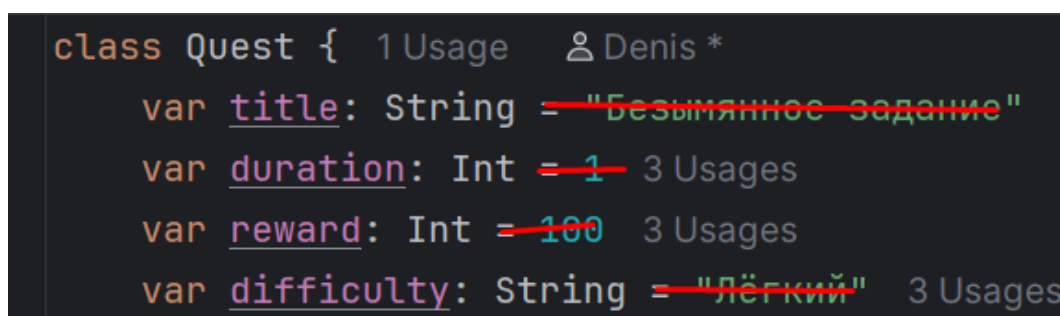 class Quest { 1 Usage Denis *
var title: String = "Безымянное задание"
var duration: Int = 1 3 Usages
var reward: Int = 100 3 Usages
var difficulty: String = "Лёгкий" 3 Usages